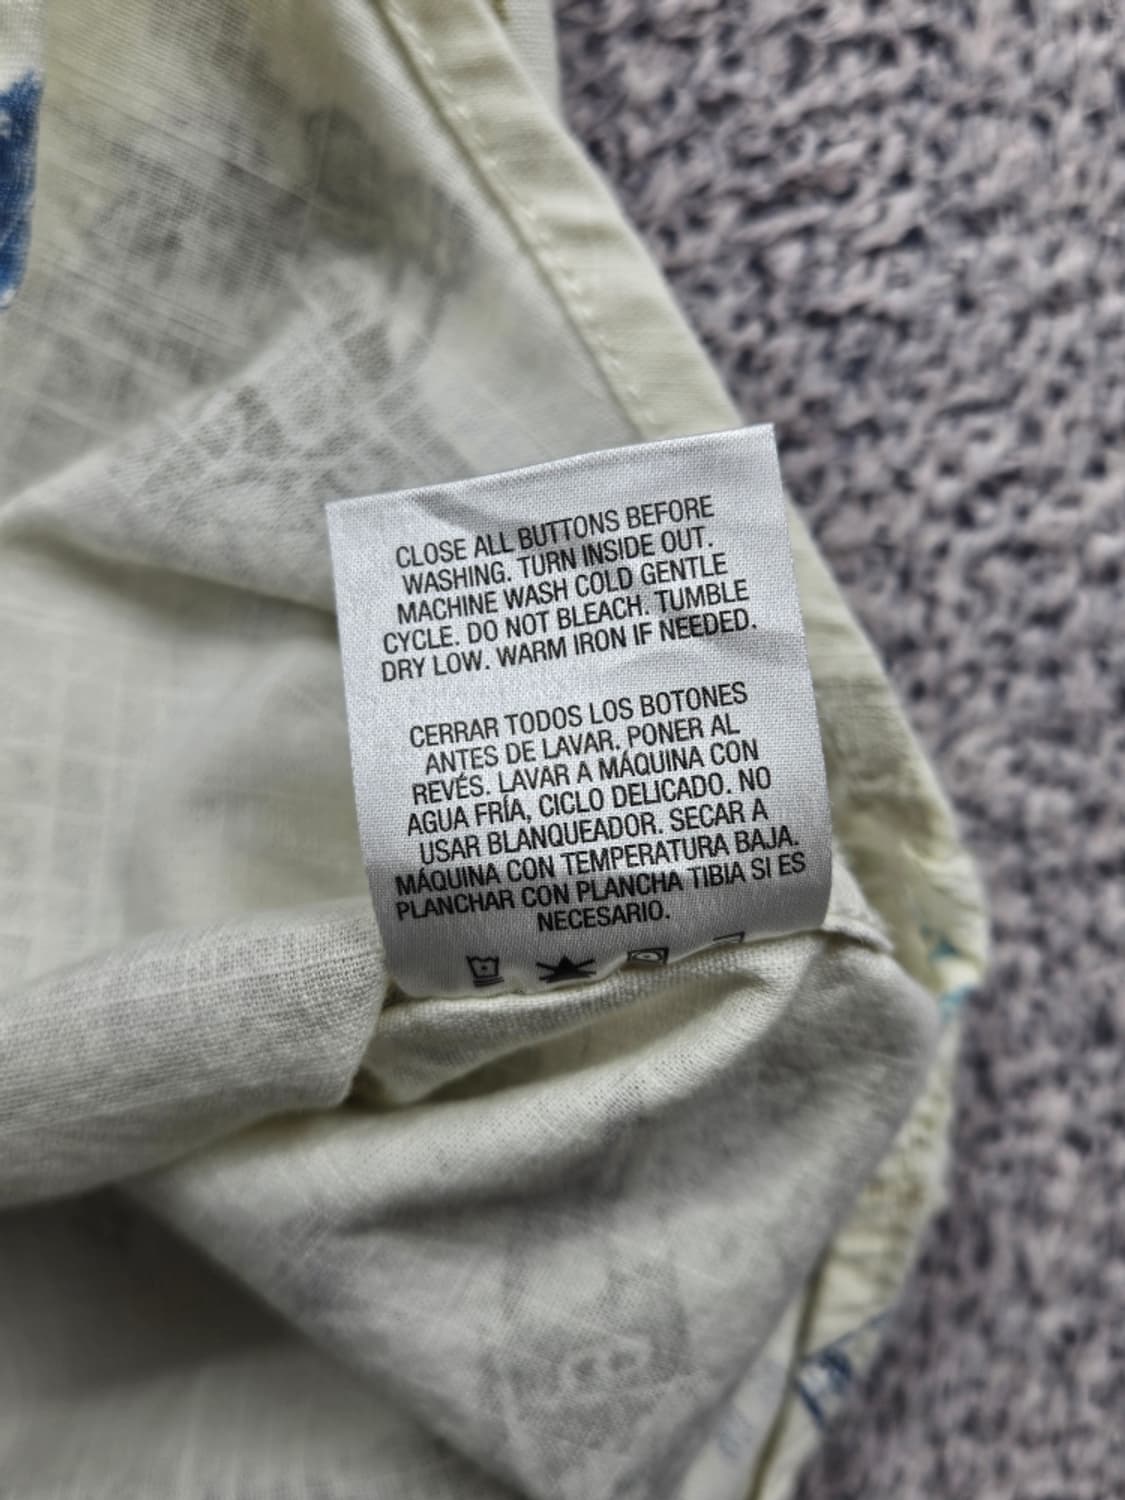 CLOSE ALL BUTTONS BEFORE
WASHING. TURN INSIDE OUT.
MACHINE WASH COLD GENTLE
CYCLE. DO NOT BLEACH. TUMBLE
DRY LOW. WARM IRON IF NEEDED.
CERRAR TODOS LOS BOTONES
ANTES DE LAVAR. PONER AL
REVÉS. LAVAR A MÁQUINA CON
AGUA FRÍA, CICLO DELICADO. NO
USAR BLANQUEADOR. SECAR A
MÁQUINA CON TEMPERATURA BAJA.
PLANCHAR CON PLANCHA TIBIA SI ES
NECESARIO.